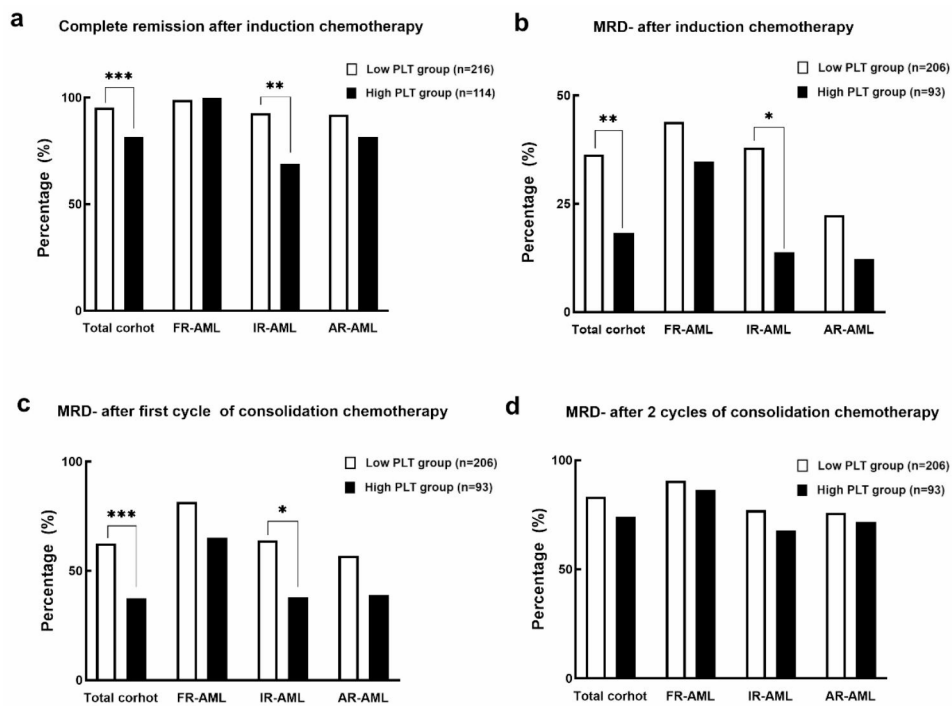 a
Complete remission after induction chemotherapy
Low PLT group (n=216)
High PLT group (n=114)
***
**
100
50
0
Percentage (%)
Total corhot
FR-AML
IR-AML
AR-AML
b
MRD- after induction chemotherapy
Low PLT group (n=206)
High PLT group (n=93)
**
*
50
25
0
Percentage (%)
Total corhot
FR-AML
IR-AML
AR-AML
c
MRD- after first cycle of consolidation chemotherapy
Low PLT group (n=206)
High PLT group (n=93)
***
*
100
50
0
Percentage (%)
Total corhot
FR-AML
IR-AML
AR-AML
d
MRD- after 2 cycles of consolidation chemotherapy
Low PLT group (n=206)
High PLT group (n=93)
100
50
0
Percentage (%)
Total corhot
FR-AML
IR-AML
AR-AML